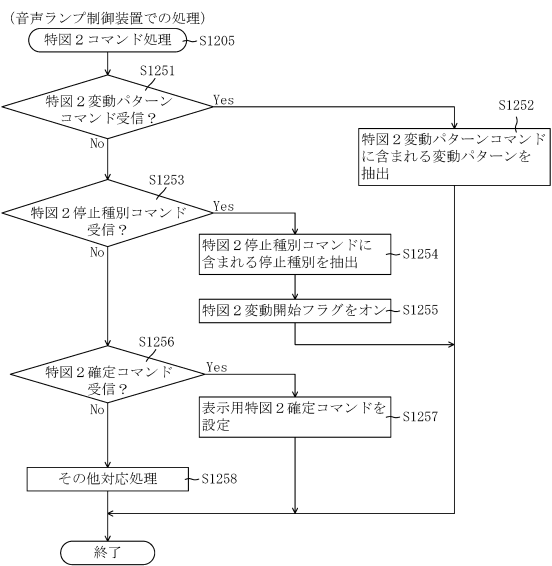 （音声ランプ制御装置での処理）
特図２コマンド処理
S1205
S1251
特図２変動パターン
コマンド受信？
Yes
No
S1252
特図２変動パターンコマンド
に含まれる変動パターンを
抽出
S1253
特図２停止種別コマンド
受信？
Yes
No
特図２停止種別コマンドに
含まれる停止種別を抽出
S1254
特図２変動開始フラグをオン
S1255
S1256
特図２確定コマンド
受信？
Yes
No
表示用特図２確定コマンドを
設定
S1257
その他対応処理
S1258
終了